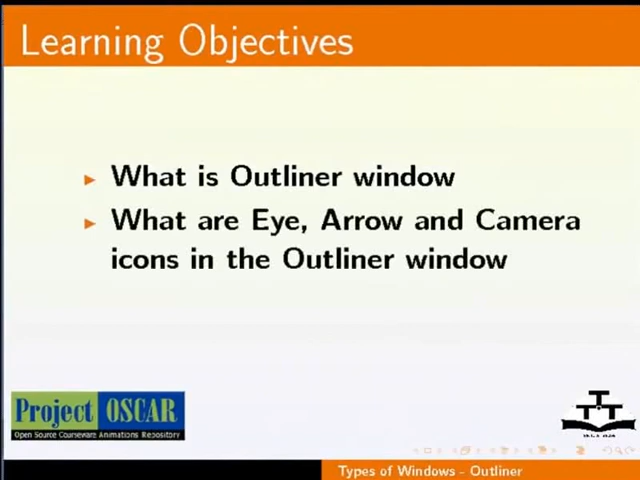 Learning Objectives
What is Outliner window
What are Eye, Arrow and Camera
icons in the Outliner window
Project OSCAR
Open Source Courseware Animations Repository
Types of Windows - Outliner